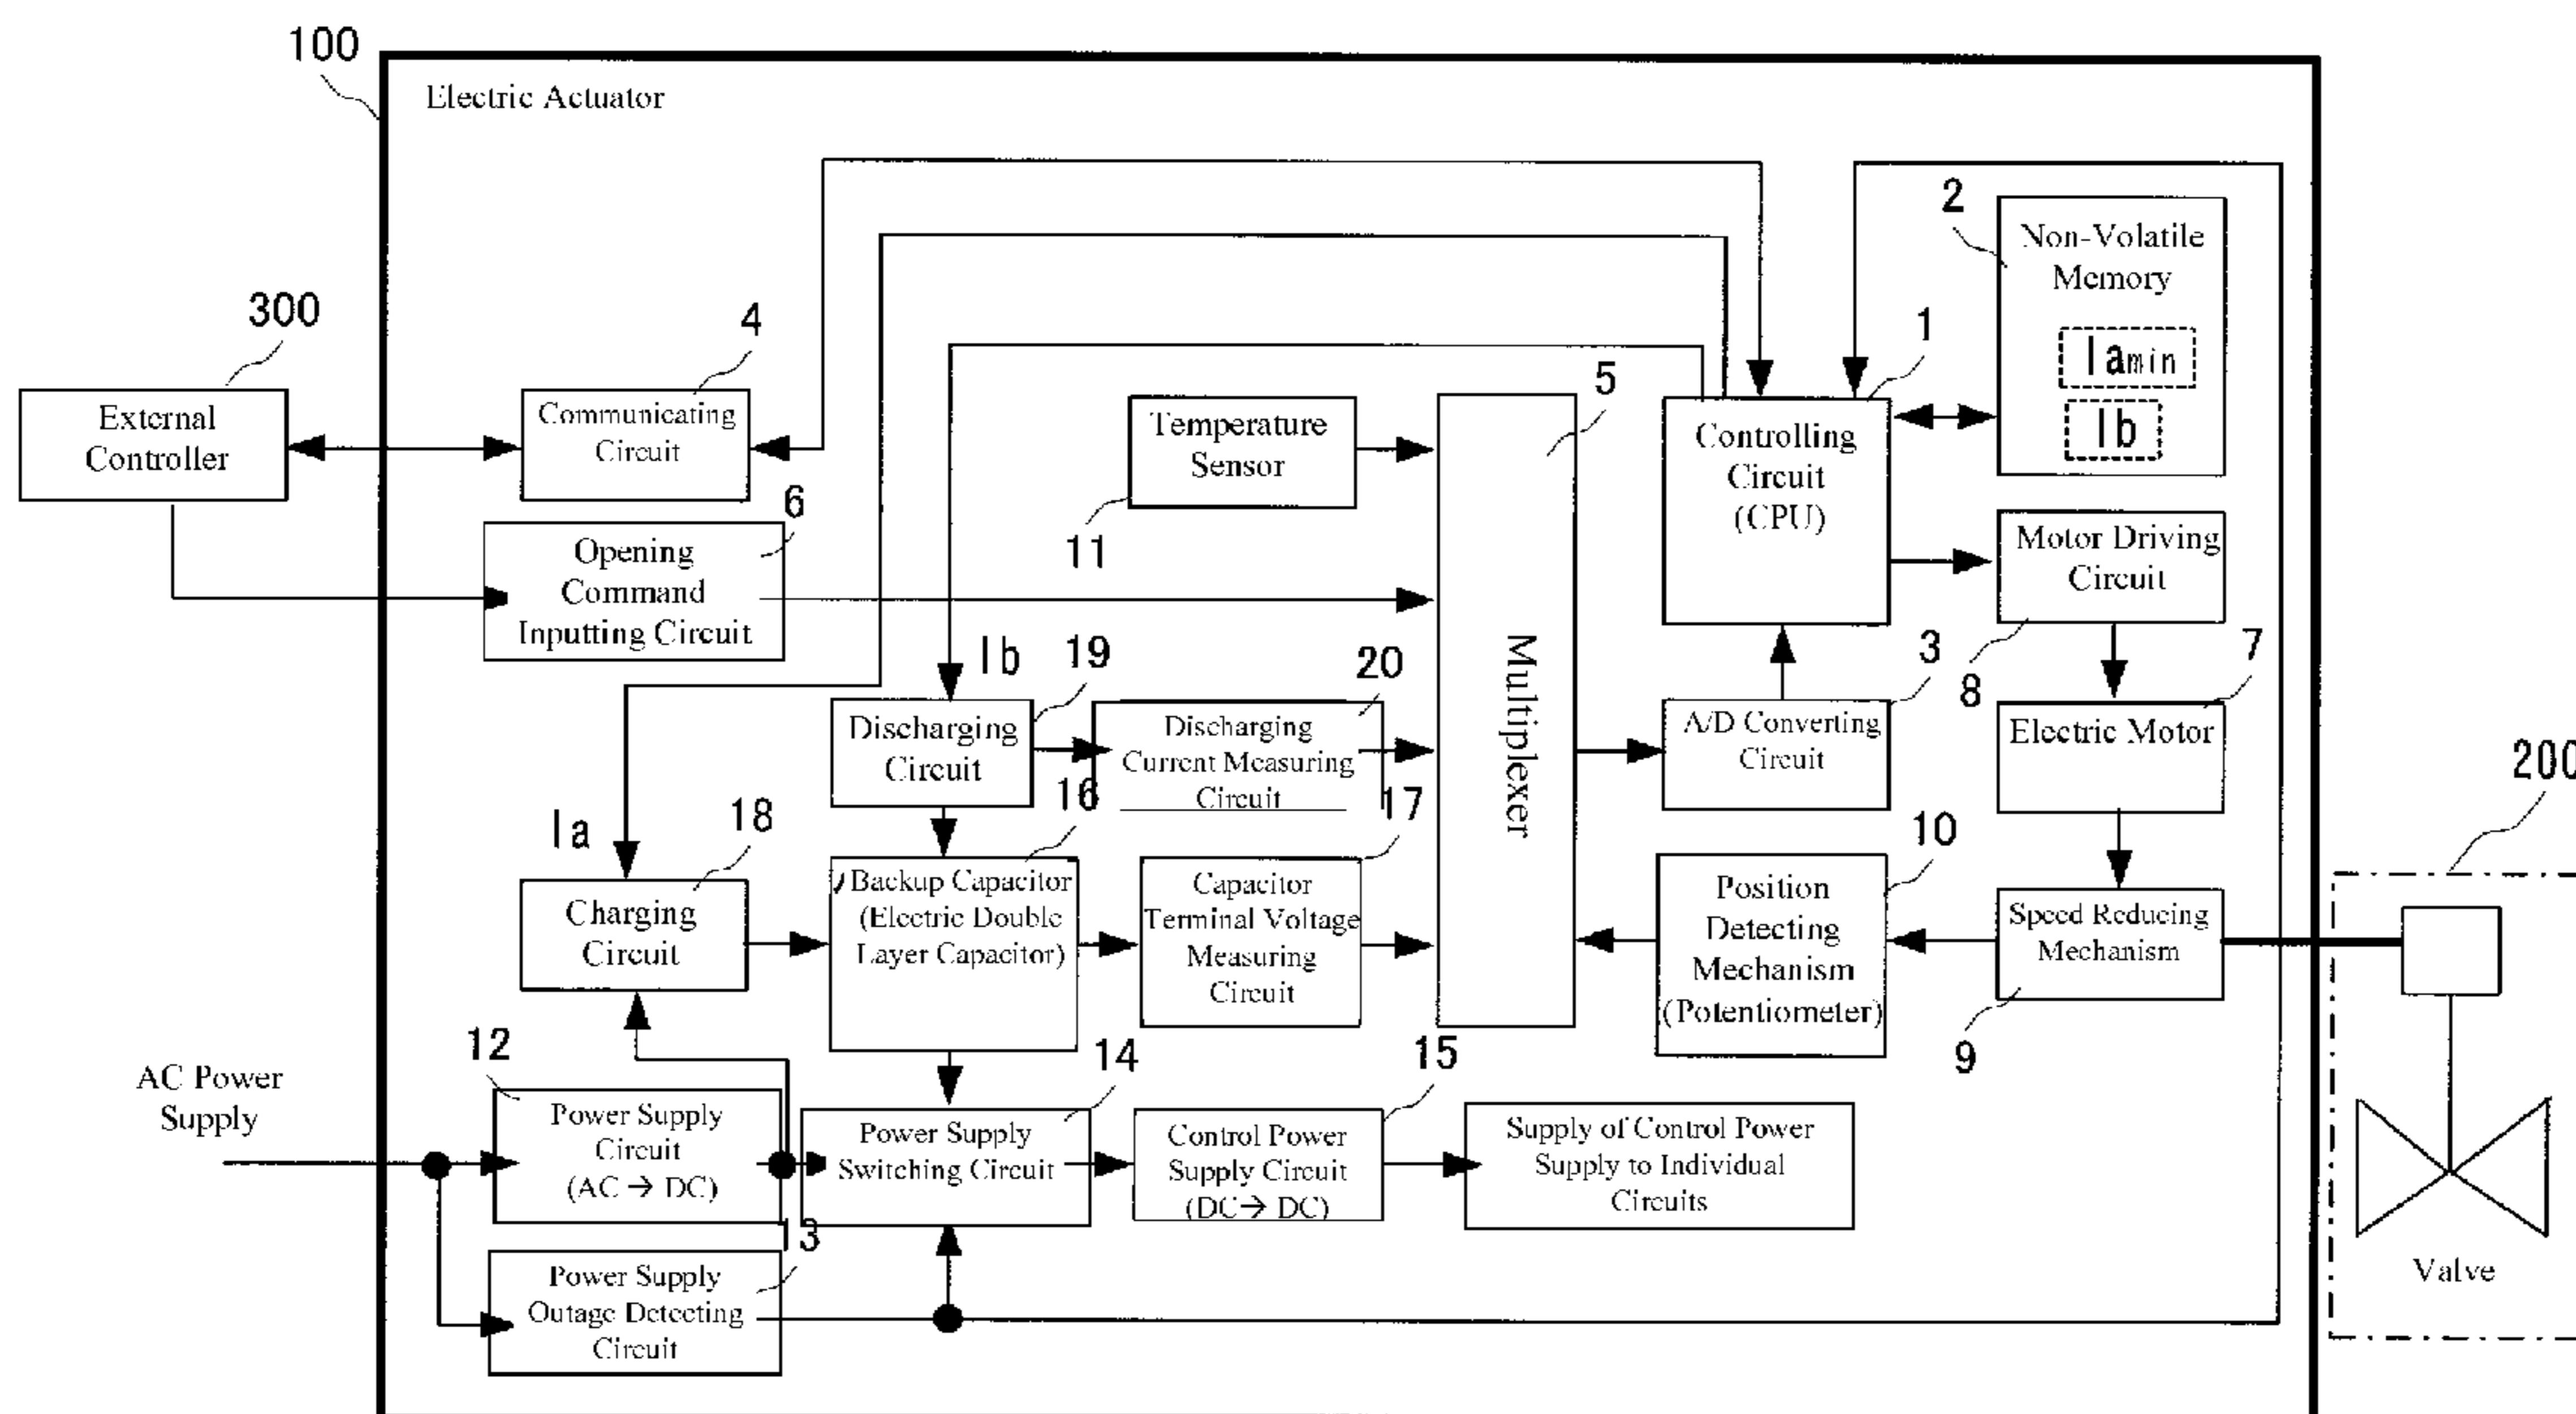 100
Electric Actuator
2
Non-Volatile
Memory
Iamin
Ib
300
External
Controller
4
Communicating
Circuit
Temperature
Sensor
11
5
Multiplexer
1
Controlling
Circuit
(CPU)
6
Opening
Command
Inputting Circuit
Motor Driving
Circuit
8
Ib
19
Discharging
Circuit
20
Discharging
Current Measuring
Circuit
3
A/D Converting
Circuit
7
Electric Motor
200
Ia
18
Charging
Circuit
16
Backup Capacitor
(Electric Double
Layer Capacitor)
17
Capacitor
Terminal Voltage
Measuring
Circuit
10
Position
Detecting
Mechanism
(Potentiometer)
Speed Reducing
Mechanism
9
AC Power
Supply
12
Power Supply
Circuit
(AC → DC)
14
Power Supply
Switching Circuit
15
Control Power
Supply Circuit
(DC → DC)
Supply of Control Power
Supply to Individual
Circuits
13
Power Supply
Outage Detecting
Circuit
Valve